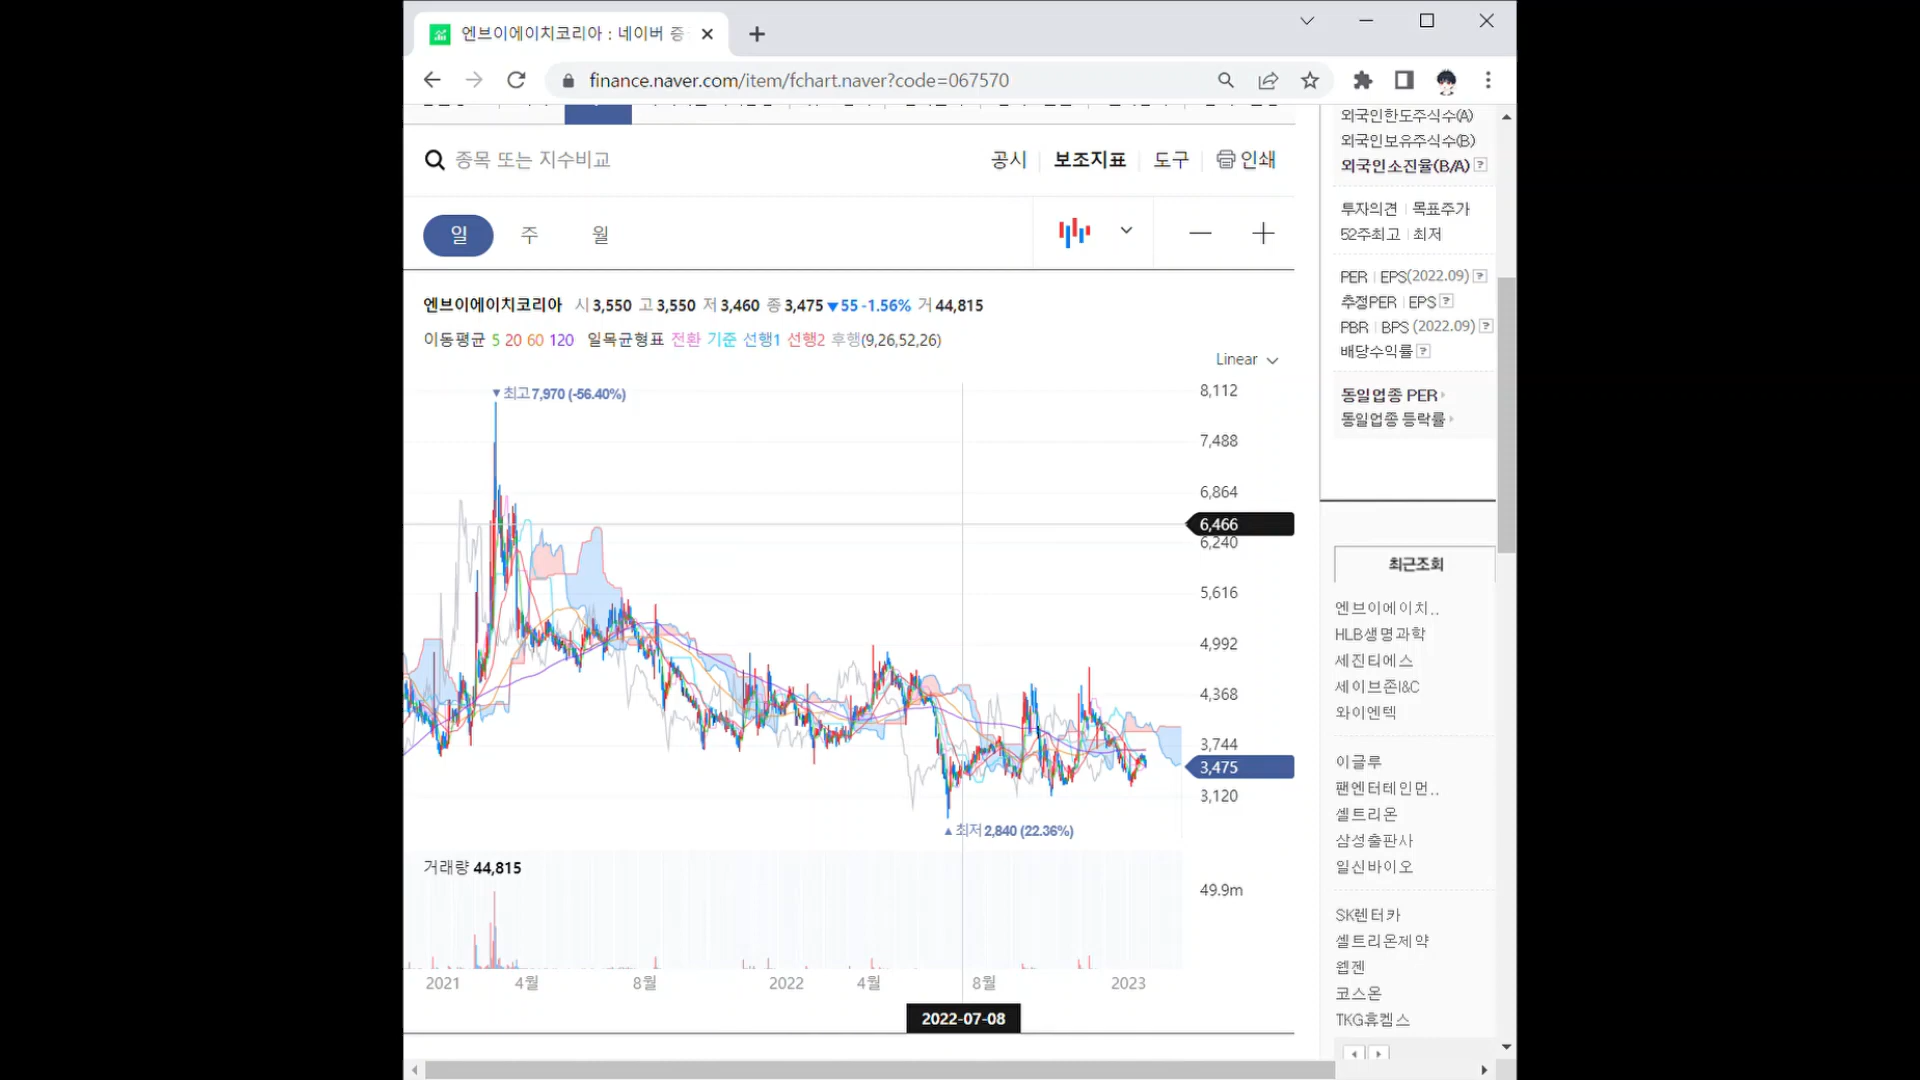 엔브이에이치코리아 : 네이버 증
finance.naver.com/item/fchart.naver?code=067570
종목 또는 지수비교
공시 보조지표 도구 인쇄
일 주 월
엔브이에이치코리아 시 3,550 고 3,550 저 3,460 종 3,475 ▼55 -1.56% 거 44,815
이동평균 5 20 60 120 일목균형표 전환 기준 선행1 선행2 후행(9,26,52,26)
Linear
▼최고 7,970 (-56.40%)
8,112
7,488
6,864
6,466
6,240
5,616
4,992
4,368
3,744
3,475
3,120
▲최저 2,840 (22.36%)
거래량 44,815
49.9m
2021 4월 8월 2022 4월 8월 2023
2022-07-08
외국인한도주식수(A)
외국인보유주식수(B)
외국인소진율(B/A) ?
투자의견 | 목표주가
52주최고 | 최저
PER | EPS(2022.09) ?
추정PER | EPS ?
PBR | BPS (2022.09) ?
배당수익률 ?
동일업종 PER
동일업종 등락률
최근조회
엔브이에이치..
HLB생명과학
세진티에스
세이브존I&C
와이엔텍
이글루
팬엔터테인먼..
셀트리온
삼성출판사
일신바이오
SK렌터카
셀트리온제약
웹젠
코스온
TKG휴켐스